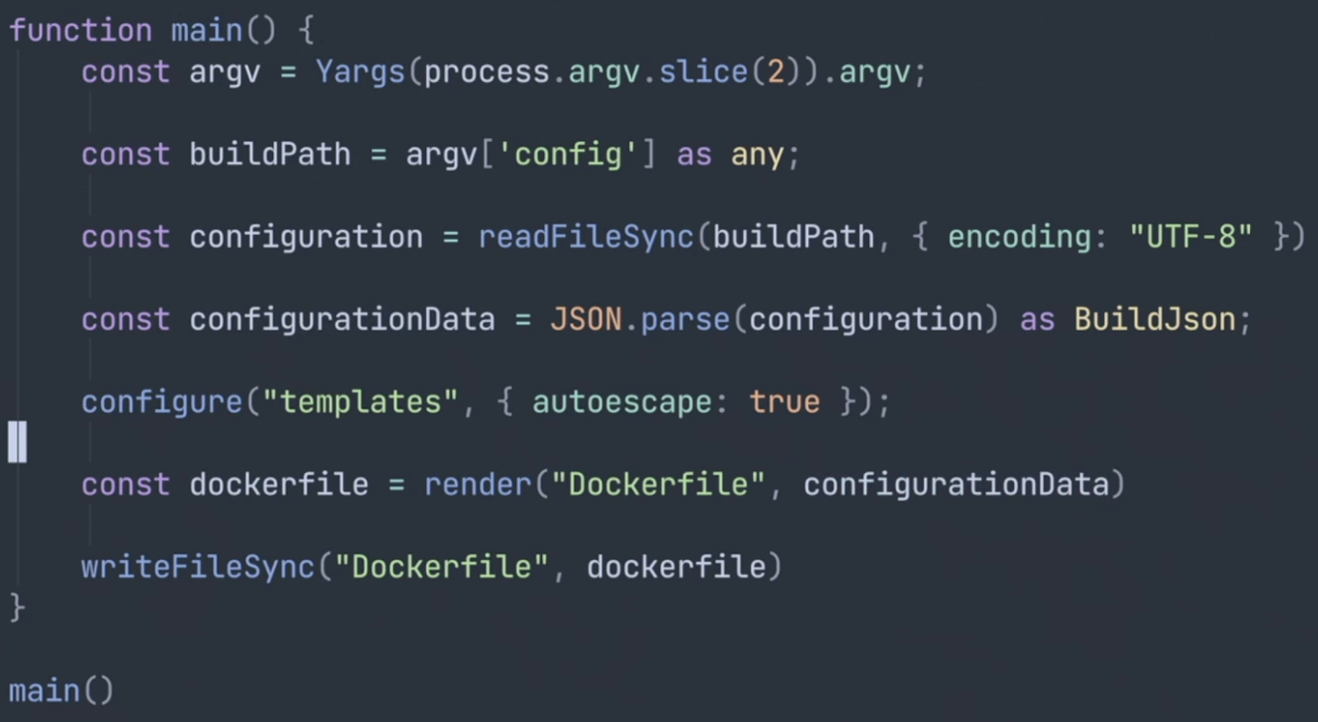 function main() {
const argv = Yargs(process.argv.slice(2)).argv;
const buildPath = argv['config'] as any;
const configuration = readFileSync(buildPath, { encoding: "UTF-8" })
const configurationData = JSON.parse(configuration) as BuildJson;
configure("templates", { autoescape: true });
const dockerfile = render("Dockerfile", configurationData)
writeFileSync("Dockerfile", dockerfile)
}
main()